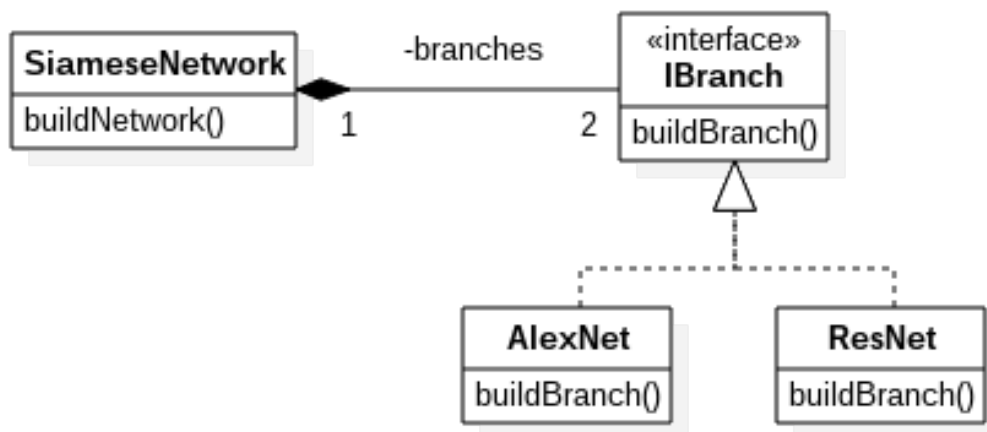 SiameseNetwork
buildNetwork()
-branches
1
2
«interface»
IBranch
buildBranch()
AlexNet
buildBranch()
ResNet
buildBranch()